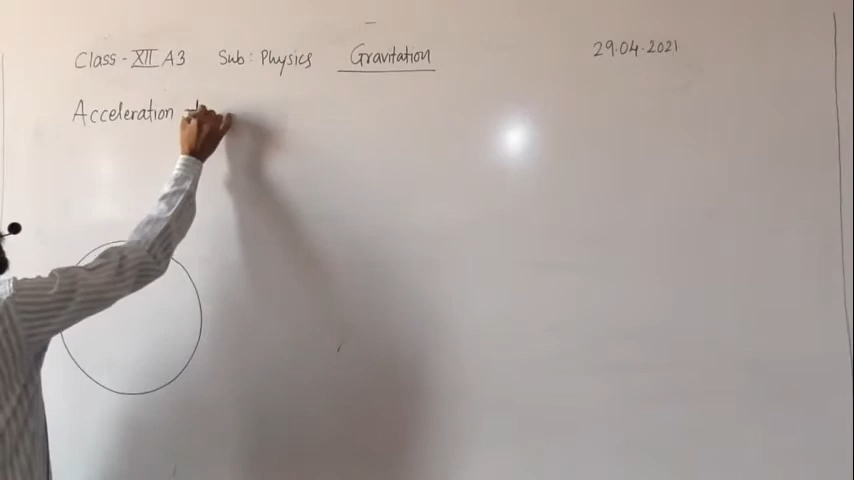 Class - XII A3 Sub : Physics Gravitation 29.04.2021
Acceleration